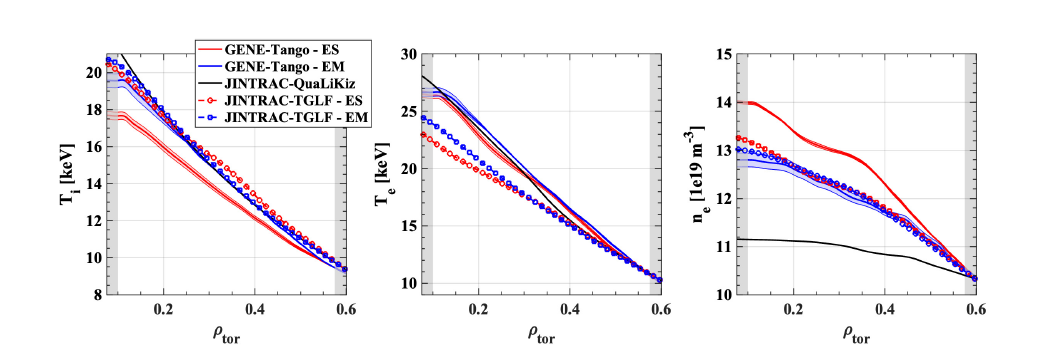 GENE-Tango - ES
GENE-Tango - EM
JINTRAC-QuaLiKiz
JINTRAC-TGLF - ES
JINTRAC-TGLF - EM
T_i [keV]
20
18
16
14
12
10
8
0.2
0.4
0.6
ρ_tor
T_e [keV]
30
25
20
15
10
0.2
0.4
0.6
ρ_tor
n_e [1e19 m^-3]
15
14
13
12
11
10
0.2
0.4
0.6
ρ_tor